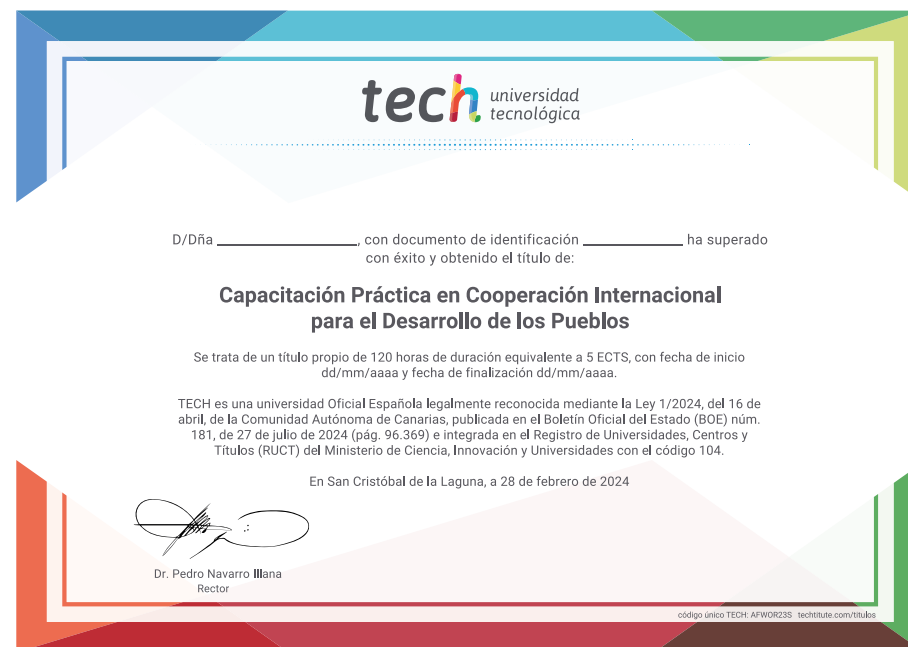 tech universidad
tecnológica
D/Dña ____________, con documento de identificación ____________ ha superado
con éxito y obtenido el título de:
Capacitación Práctica en Cooperación Internacional
para el Desarrollo de los Pueblos
Se trata de un título propio de 120 horas de duración equivalente a 5 ECTS, con fecha de inicio
dd/mm/aaaa y fecha de finalización dd/mm/aaaa.
TECH es una universidad Oficial Española legalmente reconocida mediante la Ley 1/2024, del 16 de
abril, de la Comunidad Autónoma de Canarias, publicada en el Boletín Oficial del Estado (BOE) núm.
181, de 27 de julio de 2024 (pág. 96.369) e integrada en el Registro de Universidades, Centros y
Títulos (RUCT) del Ministerio de Ciencia, Innovación y Universidades con el código 104.
En San Cristóbal de la Laguna, a 28 de febrero de 2024
Dr. Pedro Navarro Illana
Rector
código único TECH: AFWOR23S techtitute.com/titulos